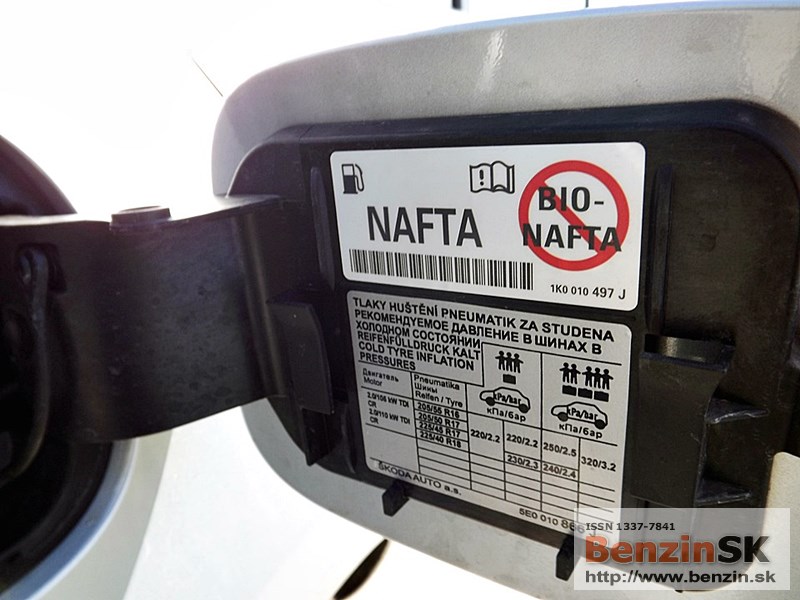 NAFTA
BIO-
NAFTA
1K0 010 497 J
TLAKY HUŠTĚNÍ PNEUMATIK ZA STUDENA
РЕКОМЕНДУЕМОЕ ДАВЛЕНИЕ В ШИНАХ В
ХОЛОДНОМ СОСТОЯНИИ
REIFENFÜLLDRUCK KALT
COLD TYRE INFLATION
PRESSURES
Двигатель
Motor
Pneumatika
Шины
Reifen / Tyre
kPa/bar
кПа/бар
kPa/bar
кПа/бар
2.0/105 kW TDI CR
2.0/110 kW TDI CR
205/55 R16
205/50 R17
225/45 R17
225/40 R18
220/2.2
220/2.2
250/2.5
320/3.2
230/2.3
240/2.4
ŠKODA AUTO a.s.
5E0 010
ISSN 1337-7841
BenzinSK
http://www.benzin.sk